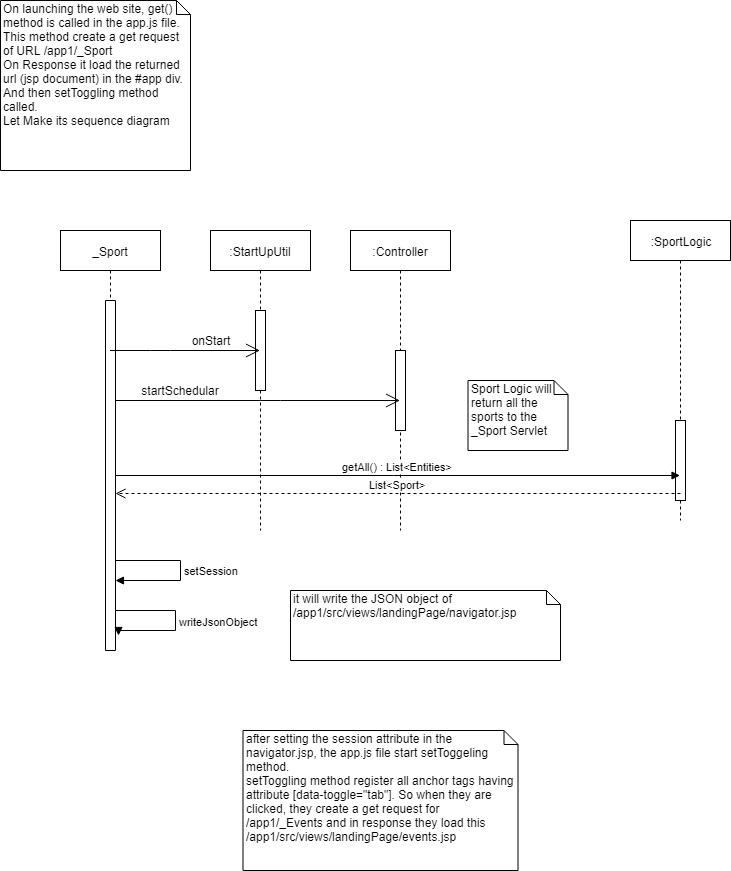 On launching the web site, get()
method is called in the app.js file.
This method create a get request
of URL /app1/_Sport
On Response it load the returned
url (jsp document) in the #app div.
And then setToggling method
called.
Let Make its sequence diagram
_Sport
:StartUpUtil
:Controller
:SportLogic
onStart
startSchedular
Sport Logic will
return all the
sports to the
_Sport Servlet
getAll() : List<Entities>
List<Sport>
setSession
writeJsonObject
it will write the JSON object of
/app1/src/views/landingPage/navigator.jsp
after setting the session attribute in the
navigator.jsp, the app.js file start setToggeling
method.
setToggling method register all anchor tags having
attribute [data-toggle="tab"]. So when they are
clicked, they create a get request for
/app1/_Events and in response they load this
/app1/src/views/landingPage/events.jsp